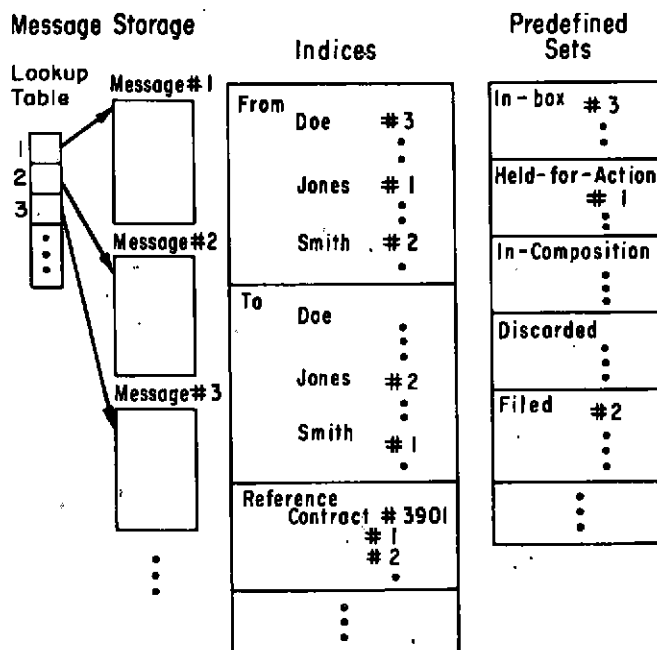 Message Storage
Lookup
Table
1
2
3
Message#1
Message#2
Message#3
Indices
From
Doe #3
Jones #1
Smith #2
To
Doe
Jones #2
Smith #1
Reference
Contract #3901
#1
#2
Predefined
Sets
In-box #3
Held-for-Action
#1
In-Composition
Discarded
Filed #2